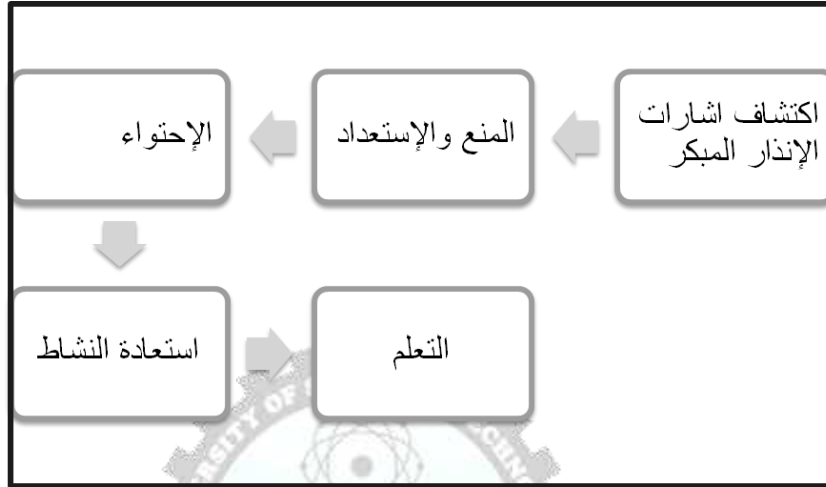 اكتشاف اشارات
الإنذار المبكر
المنع والإستعداد
الإحتواء
استعادة النشاط
التعلم